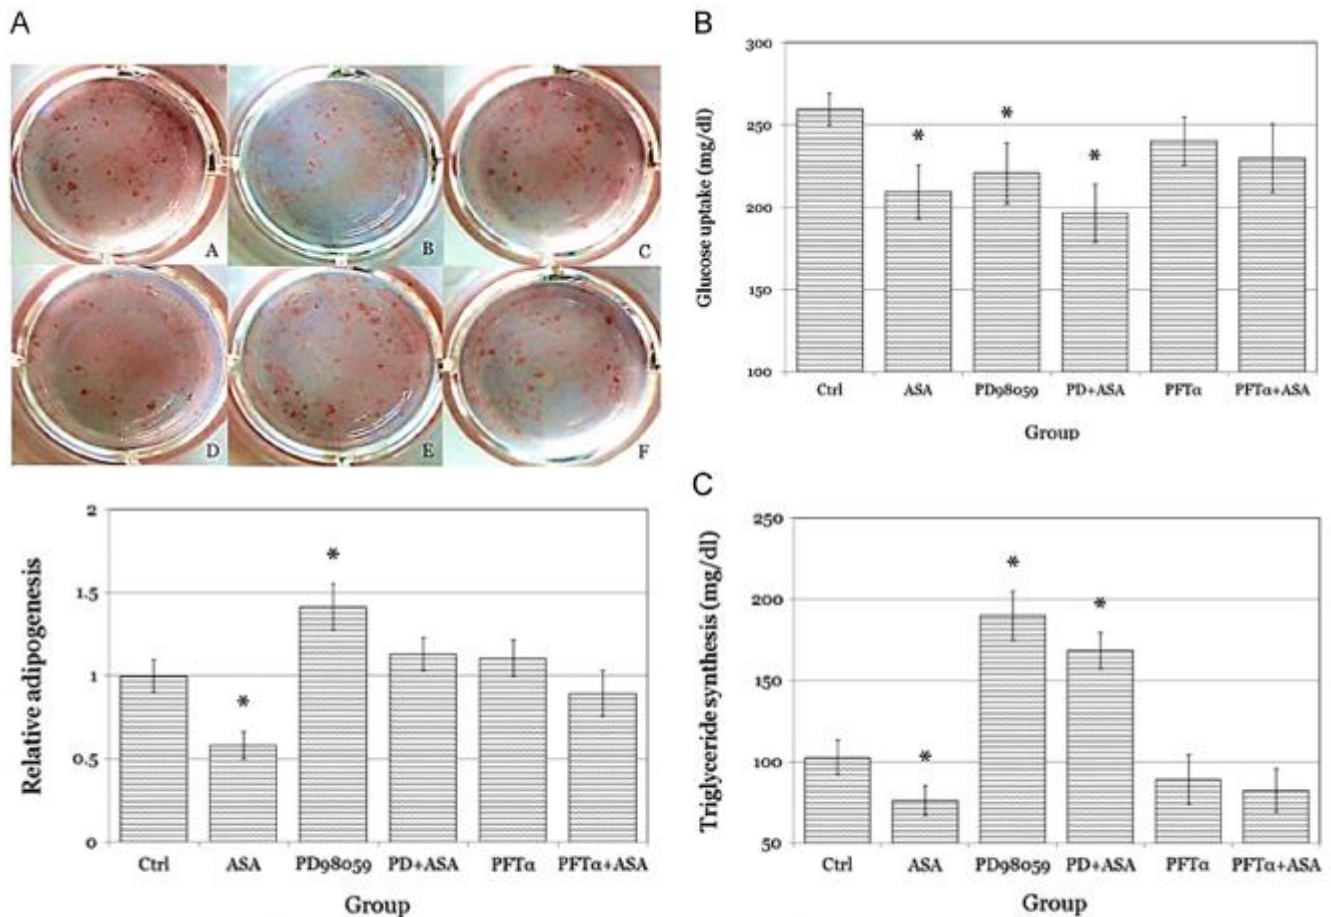 A
A
B
C
D
E
F
2
1.5
1
0.5
0
Relative adipogenesis
*
*
Ctrl
ASA
PD98059
PD+ASA
PFTα
PFTα+ASA
Group
B
300
250
200
150
100
Glucose uptake (mg/dl)
*
*
*
Ctrl
ASA
PD98059
PD+ASA
PFTα
PFTα+ASA
Group
C
250
200
150
100
50
Triglyceride synthesis (mg/dl)
*
*
*
Ctrl
ASA
PD98059
PD+ASA
PFTα
PFTα+ASA
Group